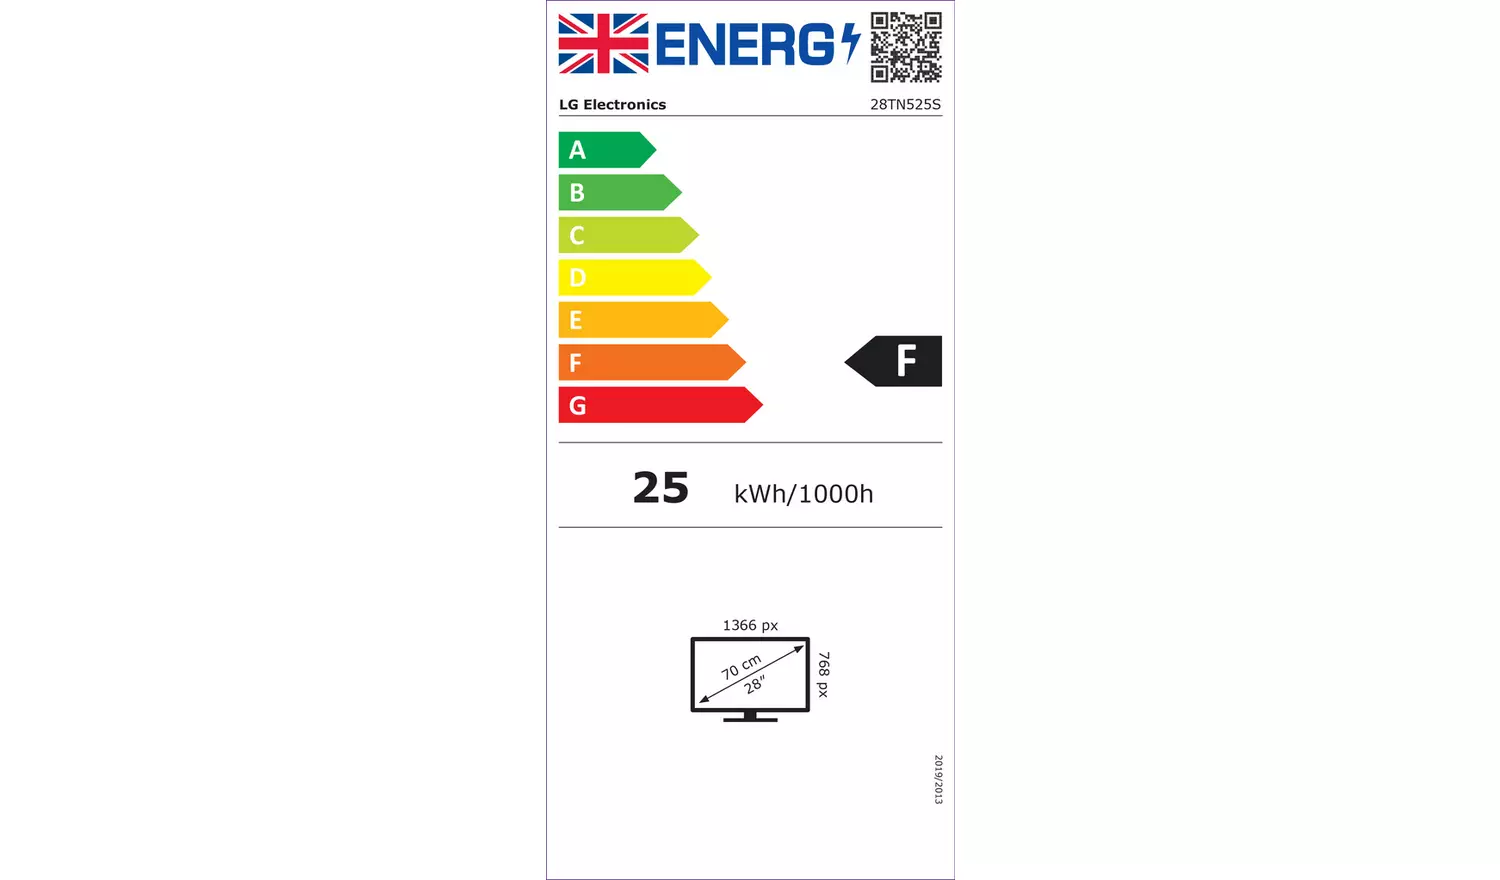 ENERG
LG Electronics 28TN525S
A
B
C
D
E
F
F
G
25 kWh/1000h
1366 px
768 px
70 cm
28"
2019/2013